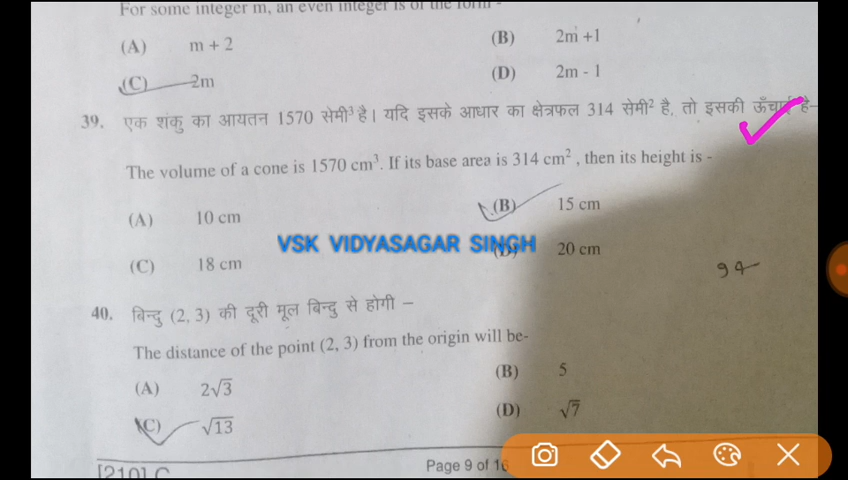 For some integer m, an even integer is of the form -
(A) m + 2
(B) 2m +1
(C) 2m
(D) 2m - 1
39. एक शंकु का आयतन 1570 सेमी³ है। यदि इसके आधार का क्षेत्रफल 314 सेमी² है, तो इसकी ऊँचाई है–
The volume of a cone is 1570 cm³. If its base area is 314 cm², then its height is -
(A) 10 cm
(B) 15 cm
VSK VIDYASAGAR SINGH
(C) 18 cm
(D) 20 cm
40. बिन्दु (2, 3) की दूरी मूल बिन्दु से होगी –
The distance of the point (2, 3) from the origin will be-
(A) 2√3
(B) 5
(C) √13
(D) √7
[210] C
Page 9 of 16